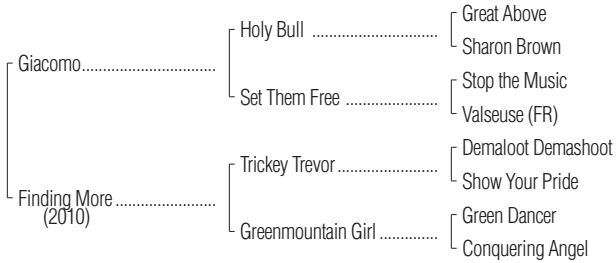 Great Above
Holy Bull ............................
Sharon Brown
Giacomo..............................
Stop the Music
Set Them Free .....................
Valseuse (FR)
Demaloot Demashoot
Trickey Trevor .......................
Show Your Pride
Finding More ......................
(2010)
Green Dancer
Greenmountain Girl .............
Conquering Angel